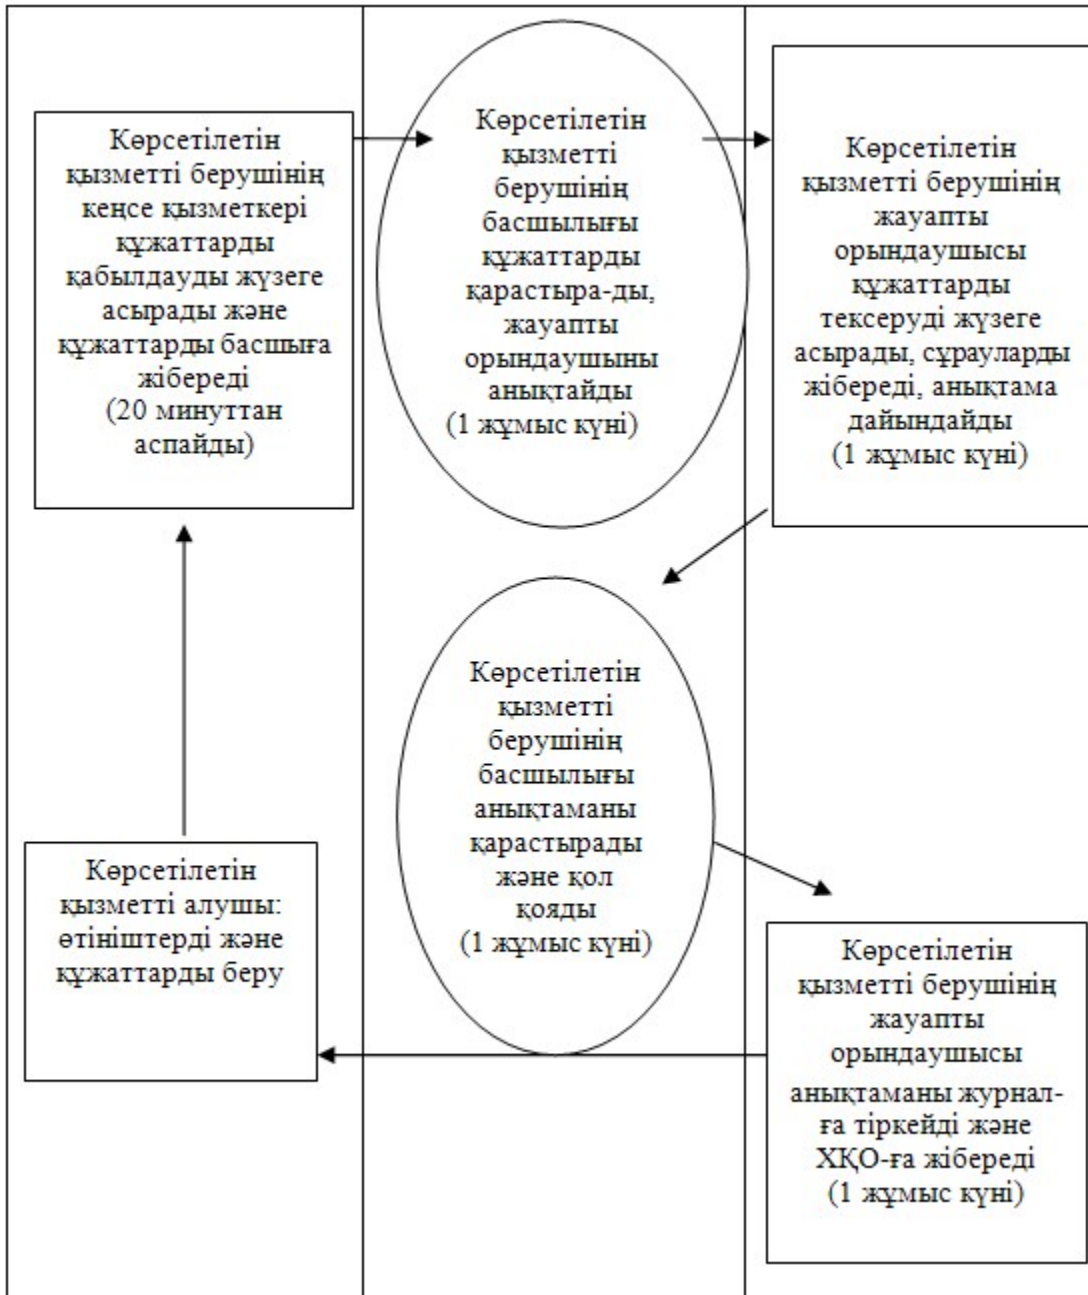 Көрсетілетін
қызметті берушінің
кеңсе қызметкері
құжаттарды
қабылдауды жүзеге
асырады және
құжаттарды басшыға
жібереді
(20 минуттан
аспайды)
Көрсетілетін
қызметті
берушінің
басшылығы
құжаттарды
қарастыра-ды,
жауапты
орындаушыны
анықтайды
(1 жұмыс күні)
Көрсетілетін
қызметті берушінің
жауапты
орындаушысы
құжаттарды
тексеруді жүзеге
асырады, сұрауларды
жібереді, анықтама
дайындайды
(1 жұмыс күні)
Көрсетілетін
қызметті
берушінің
басшылығы
анықтаманы
қарастырады
және қол
қояды
(1 жұмыс күні)
Көрсетілетін
қызметті алушы:
өтініштерді және
құжаттарды беру
Көрсетілетін
қызметті берушінің
жауапты
орындаушысы
анықтаманы журнал-
ға тіркейді және
ХҚО-ға жібереді
(1 жұмыс күні)